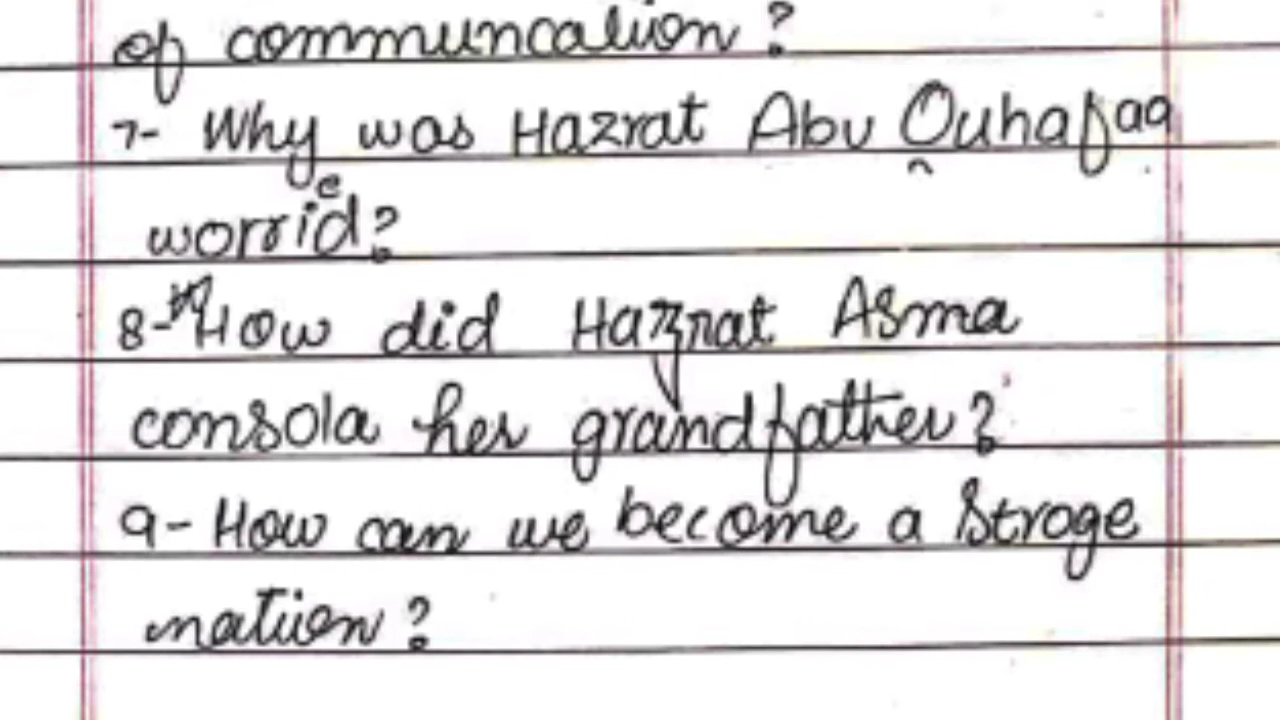 of communcation?
7- Why was Hazrat Abu Quhafaa
worried?
8- How did Hazrat Asma
consola her grandfather?
9- How can we become a stroge
nation?